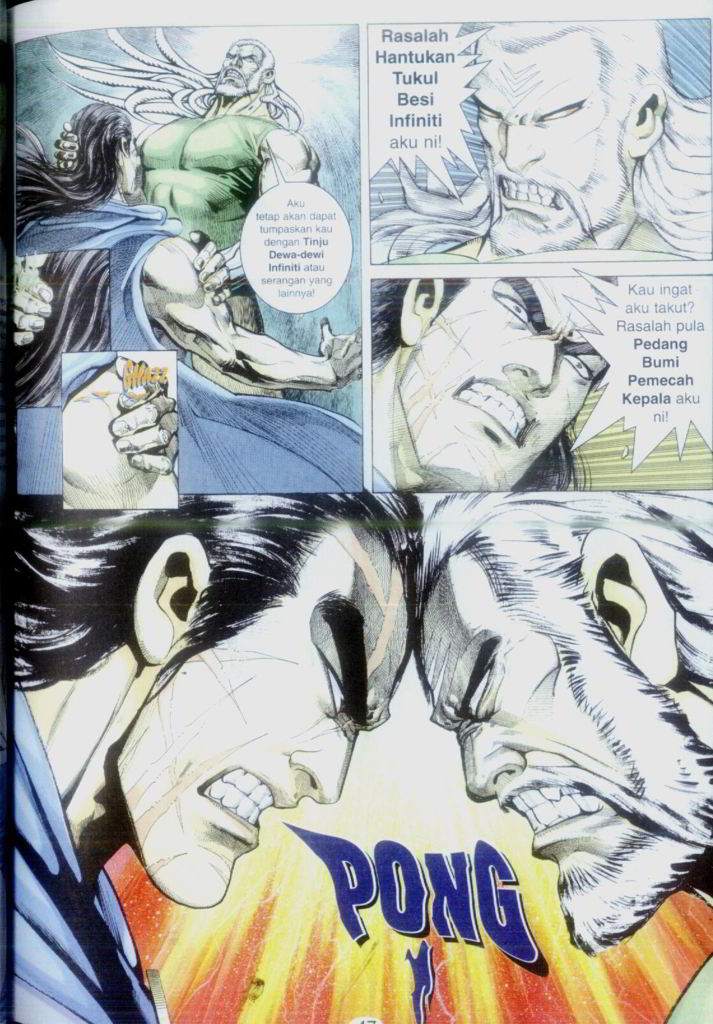 Aku
tetap akan dapat
tumpaskan kau
dengan Tinju
Dewa-dewi
Infiniti atau
serangan yang
lainnya!
Rasalah
Hantukan
Tukul
Besi
Infiniti
aku ni!
Kau ingat
aku takut?
Rasalah pula
Pedang
Bumi
Pemecah
Kepala aku
ni!
PONG
!